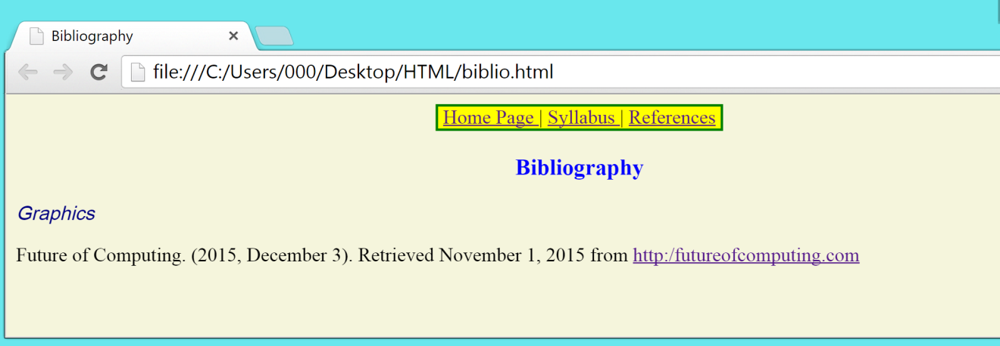 Bibliography
file:///C:/Users/000/Desktop/HTML/biblio.html
Home Page | Syllabus | References
Bibliography
Graphics
Future of Computing. (2015, December 3). Retrieved November 1, 2015 from http:/futureofcomputing.com